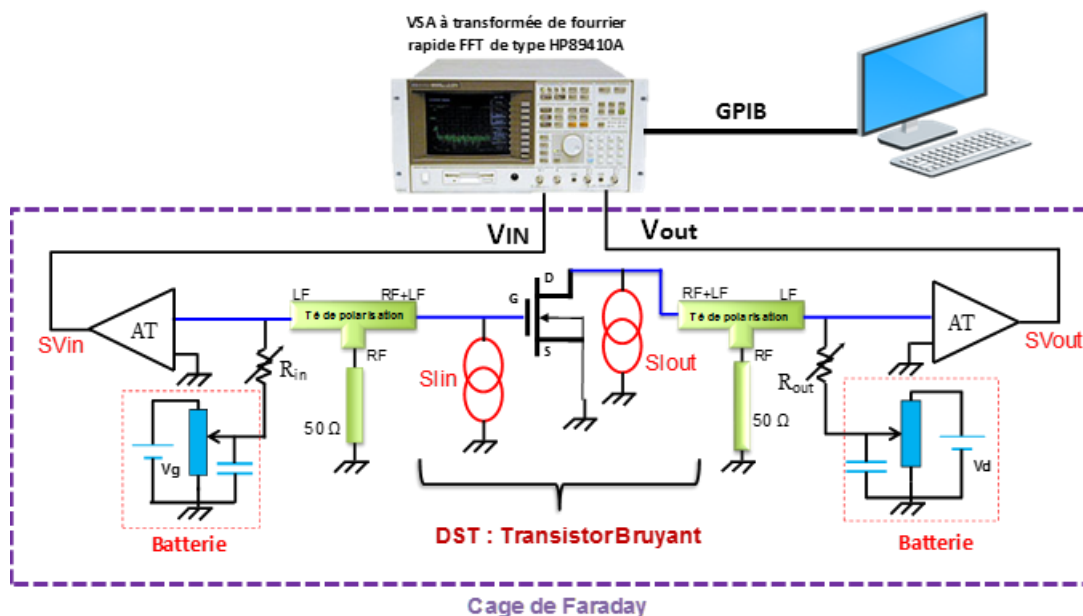 VSA à transformée de fourrier
rapide FFT de type HP89410A
GPIB
VIN
Vout
D
G
S
LF
RF+LF
Té de polarisation
RF
RF+LF
LF
Té de polarisation
RF
AT
AT
SVin
SVout
Rin
Rout
SIin
SIout
50 Ω
50 Ω
Vg
Vd
Batterie
Batterie
DST : TransistorBruyant
Cage de Faraday